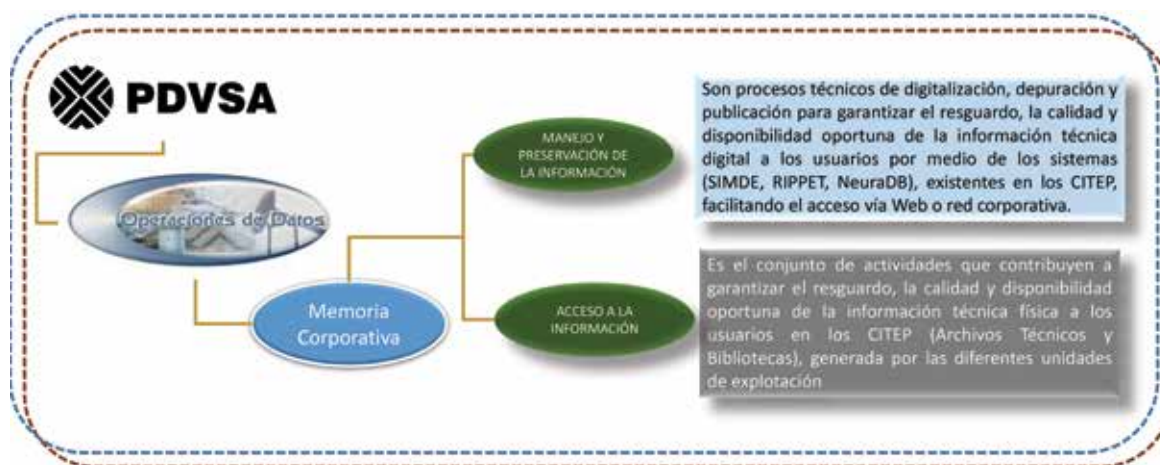 PDVSA
Operaciones de Datos
Memoria
Corporativa
MANEJO Y
PRESERVACIÓN DE
LA INFORMACIÓN
Son procesos técnicos de digitalización, depuración y
publicación para garantizar el resguardo, la calidad y
disponibilidad oportuna de la información técnica
digital a los usuarios por medio de los sistemas
(SIMDE, RIPPET, NeuraDB), existentes en los CITEP,
facilitando el acceso vía Web o red corporativa.
ACCESO A LA
INFORMACIÓN
Es el conjunto de actividades que contribuyen a
garantizar el resguardo, la calidad y disponibilidad
oportuna de la información técnica física a los
usuarios en los CITEP (Archivos Técnicos y
Bibliotecas), generada por las diferentes unidades
de explotación